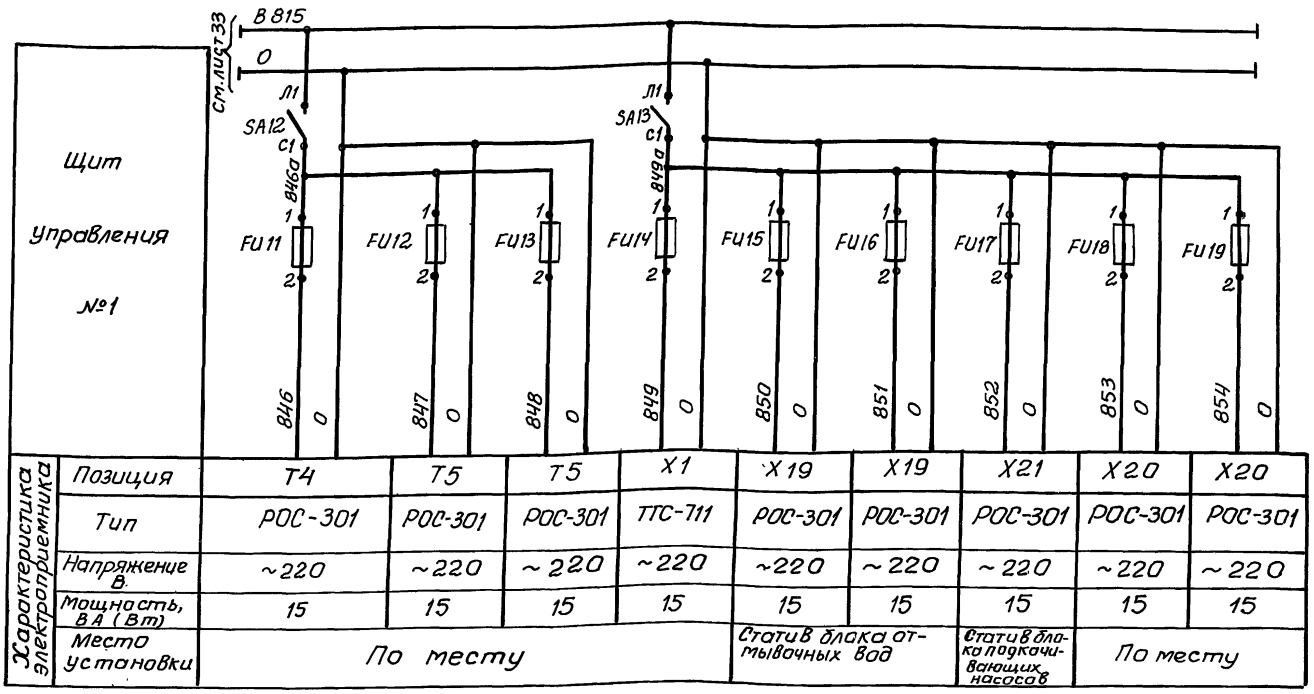 см. лист 33
В 815
0
Щит
управления
№1
Л1
SA12
С1
846а
Л1
SA13
С1
849а
1
FU11
2
1
FU12
2
1
FU13
2
1
FU14
2
1
FU15
2
1
FU16
2
1
FU17
2
1
FU18
2
1
FU19
2
846 0 847 0 848 0 849 0 850 0 851 0 852 0 853 0 854 0
Характеристика
электроприемника
Позиция Т4 Т5 Т5 Х1 Х19 Х19 Х21 Х20 Х20
Тип РОС-301 РОС-301 РОС-301 ТТС-711 РОС-301 РОС-301 РОС-301 РОС-301 РОС-301
Напряжение
В.
~220 ~220 ~220 ~220 ~220 ~220 ~220 ~220 ~220
Мощность,
ВА (Вт)
15 15 15 15 15 15 15 15 15
Место
установки
По месту
Статив блока от-
мывочных вод
Статив бло-
ка подкачи-
вающих
насосов
По месту